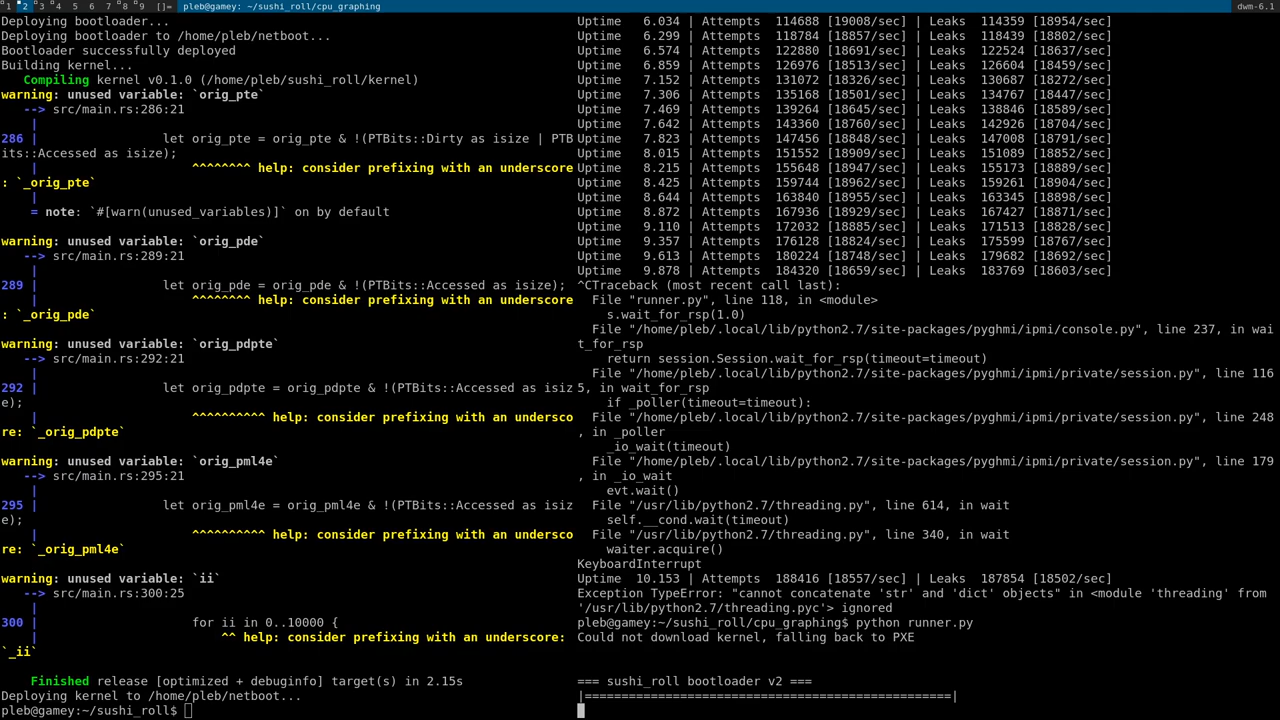 1 2 3 4 5 6 7 8 9 []= pleb@gamey: ~/sushi_roll/cpu_graphing dwm-6.1
Deploying bootloader...
Deploying bootloader to /home/pleb/netboot...
Bootloader successfully deployed
Building kernel...
Compiling kernel v0.1.0 (/home/pleb/sushi_roll/kernel)
warning: unused variable: `orig_pte`
--> src/main.rs:286:21
|
286 | let orig_pte = orig_pte & !(PTBits::Dirty as isize | PTB
its::Accessed as isize);
| ^^^^^^^^ help: consider prefixing with an underscore
: `_orig_pte`
|
= note: `#[warn(unused_variables)]` on by default
warning: unused variable: `orig_pde`
--> src/main.rs:289:21
|
289 | let orig_pde = orig_pde & !(PTBits::Accessed as isize);
| ^^^^^^^^ help: consider prefixing with an underscore
: `_orig_pde`
warning: unused variable: `orig_pdpte`
--> src/main.rs:292:21
|
292 | let orig_pdpte = orig_pdpte & !(PTBits::Accessed as isiz
e);
| ^^^^^^^^^^ help: consider prefixing with an undersco
re: `_orig_pdpte`
warning: unused variable: `orig_pml4e`
--> src/main.rs:295:21
|
295 | let orig_pml4e = orig_pml4e & !(PTBits::Accessed as isiz
e);
| ^^^^^^^^^^ help: consider prefixing with an undersco
re: `_orig_pml4e`
warning: unused variable: `ii`
--> src/main.rs:300:25
|
300 | for ii in 0..10000 {
| ^^ help: consider prefixing with an underscore:
`_ii`
Finished release [optimized + debuginfo] target(s) in 2.15s
Deploying kernel to /home/pleb/netboot...
pleb@gamey:~/sushi_roll$
Uptime 6.034 | Attempts 114688 [19008/sec] | Leaks 114359 [18954/sec]
Uptime 6.299 | Attempts 118784 [18857/sec] | Leaks 118439 [18802/sec]
Uptime 6.574 | Attempts 122880 [18691/sec] | Leaks 122524 [18637/sec]
Uptime 6.859 | Attempts 126976 [18513/sec] | Leaks 126604 [18459/sec]
Uptime 7.152 | Attempts 131072 [18326/sec] | Leaks 130687 [18272/sec]
Uptime 7.306 | Attempts 135168 [18501/sec] | Leaks 134767 [18447/sec]
Uptime 7.469 | Attempts 139264 [18645/sec] | Leaks 138846 [18589/sec]
Uptime 7.642 | Attempts 143360 [18760/sec] | Leaks 142926 [18704/sec]
Uptime 7.823 | Attempts 147456 [18848/sec] | Leaks 147008 [18791/sec]
Uptime 8.015 | Attempts 151552 [18909/sec] | Leaks 151089 [18852/sec]
Uptime 8.215 | Attempts 155648 [18947/sec] | Leaks 155173 [18889/sec]
Uptime 8.425 | Attempts 159744 [18962/sec] | Leaks 159261 [18904/sec]
Uptime 8.644 | Attempts 163840 [18955/sec] | Leaks 163345 [18898/sec]
Uptime 8.872 | Attempts 167936 [18929/sec] | Leaks 167427 [18871/sec]
Uptime 9.110 | Attempts 172032 [18885/sec] | Leaks 171513 [18828/sec]
Uptime 9.357 | Attempts 176128 [18824/sec] | Leaks 175599 [18767/sec]
Uptime 9.613 | Attempts 180224 [18748/sec] | Leaks 179682 [18692/sec]
Uptime 9.878 | Attempts 184320 [18659/sec] | Leaks 183769 [18603/sec]
^CTraceback (most recent call last):
File "runner.py", line 118, in <module>
s.wait_for_rsp(1.0)
File "/home/pleb/.local/lib/python2.7/site-packages/pyghmi/ipmi/console.py", line 237, in wai
t_for_rsp
return session.Session.wait_for_rsp(timeout=timeout)
File "/home/pleb/.local/lib/python2.7/site-packages/pyghmi/ipmi/private/session.py", line 116
5, in wait_for_rsp
if _poller(timeout=timeout):
File "/home/pleb/.local/lib/python2.7/site-packages/pyghmi/ipmi/private/session.py", line 248
, in _poller
_io_wait(timeout)
File "/home/pleb/.local/lib/python2.7/site-packages/pyghmi/ipmi/private/session.py", line 179
, in _io_wait
evt.wait()
File "/usr/lib/python2.7/threading.py", line 614, in wait
self.__cond.wait(timeout)
File "/usr/lib/python2.7/threading.py", line 340, in wait
waiter.acquire()
KeyboardInterrupt
Uptime 10.153 | Attempts 188416 [18557/sec] | Leaks 187854 [18502/sec]
Exception TypeError: "cannot concatenate 'str' and 'dict' objects" in <module 'threading' from
'/usr/lib/python2.7/threading.pyc'> ignored
pleb@gamey:~/sushi_roll/cpu_graphing$ python runner.py
Could not download kernel, falling back to PXE
=== sushi_roll bootloader v2 ===
|==================================================|